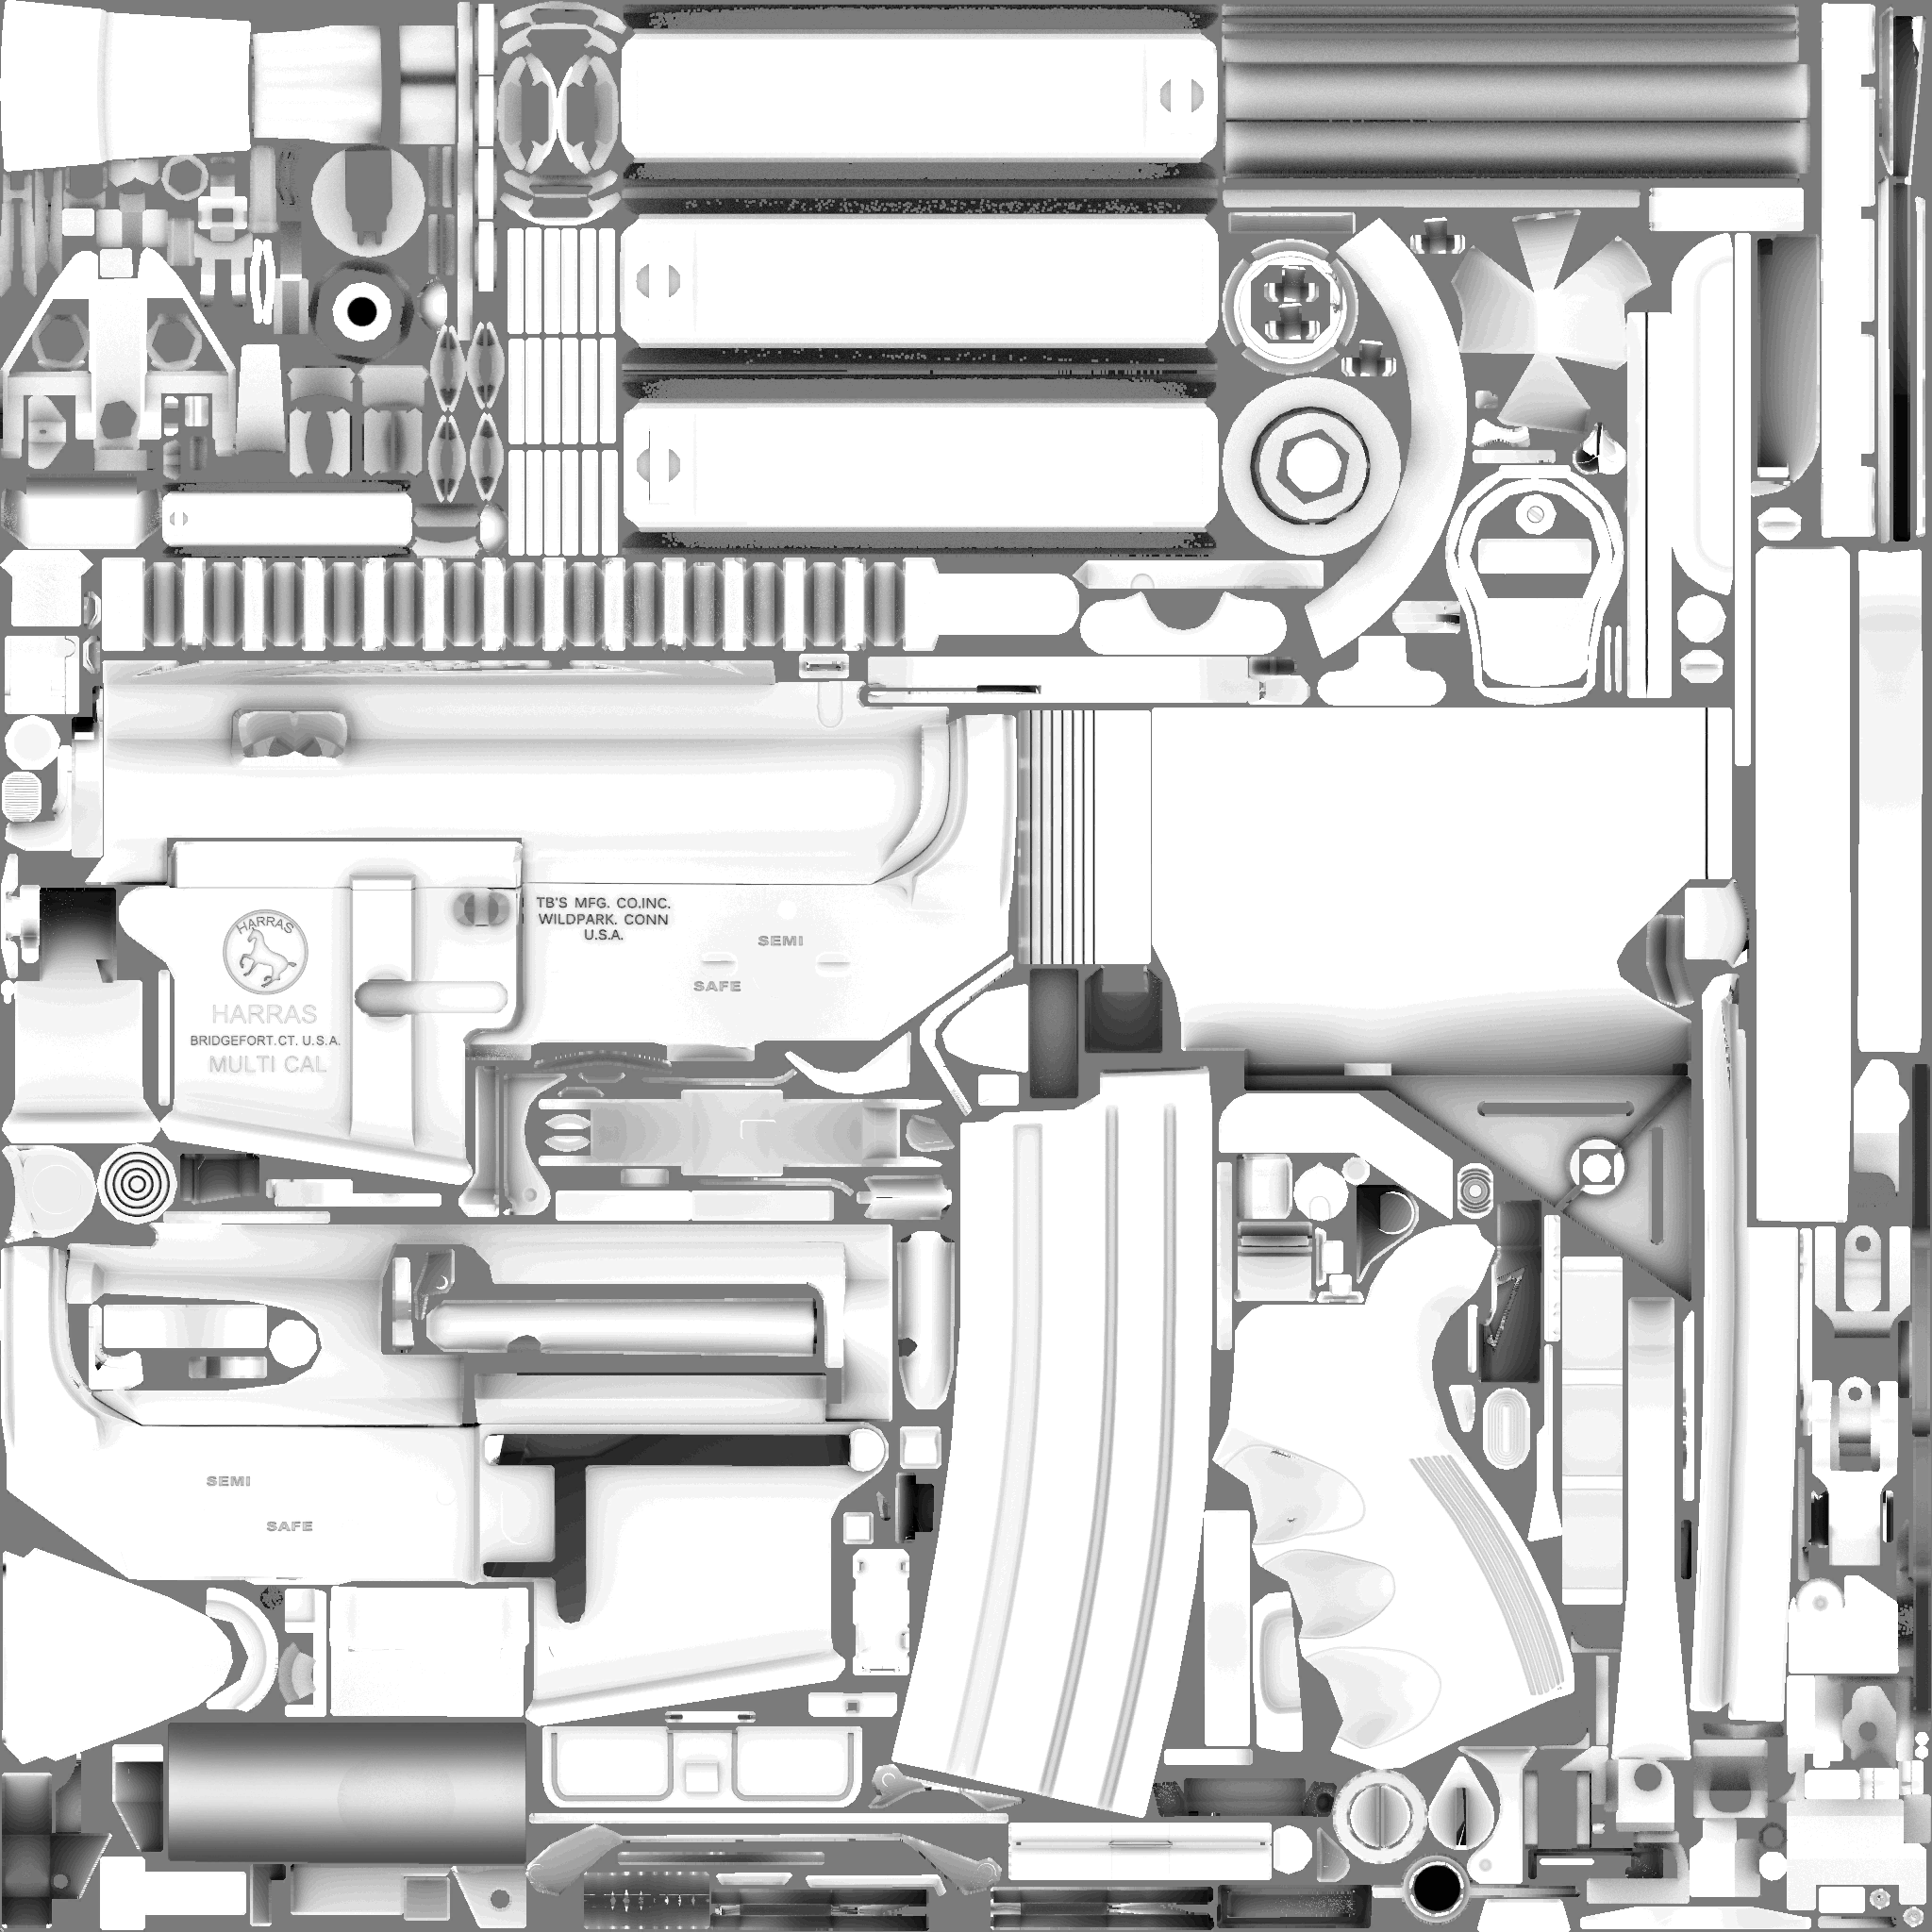 TB'S MFG. CO.INC.
WILDPARK. CONN
U.S.A.
HARRAS
SEMI
SAFE
HARRAS
BRIDGEFORT.CT. U.S.A.
MULTI CAL
SEMI
SAFE